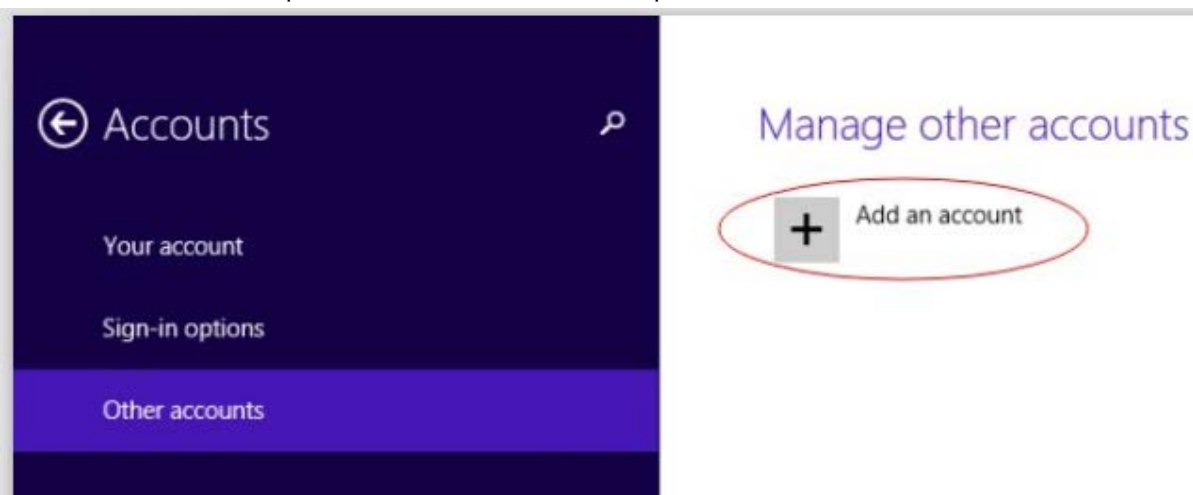 Accounts
Your account
Sign-in options
Other accounts
Manage other accounts
Add an account